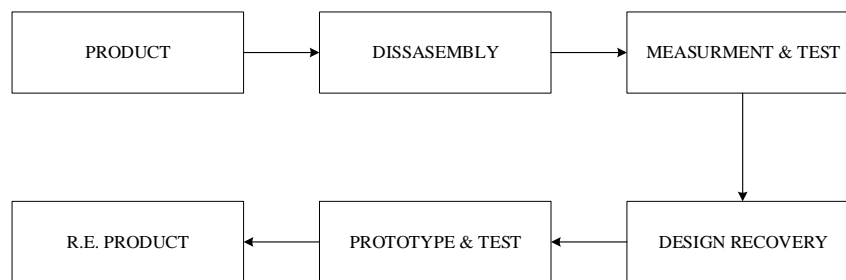 PRODUCT
DISSASEMBLY
MEASURMENT & TEST
R.E. PRODUCT
PROTOTYPE & TEST
DESIGN RECOVERY